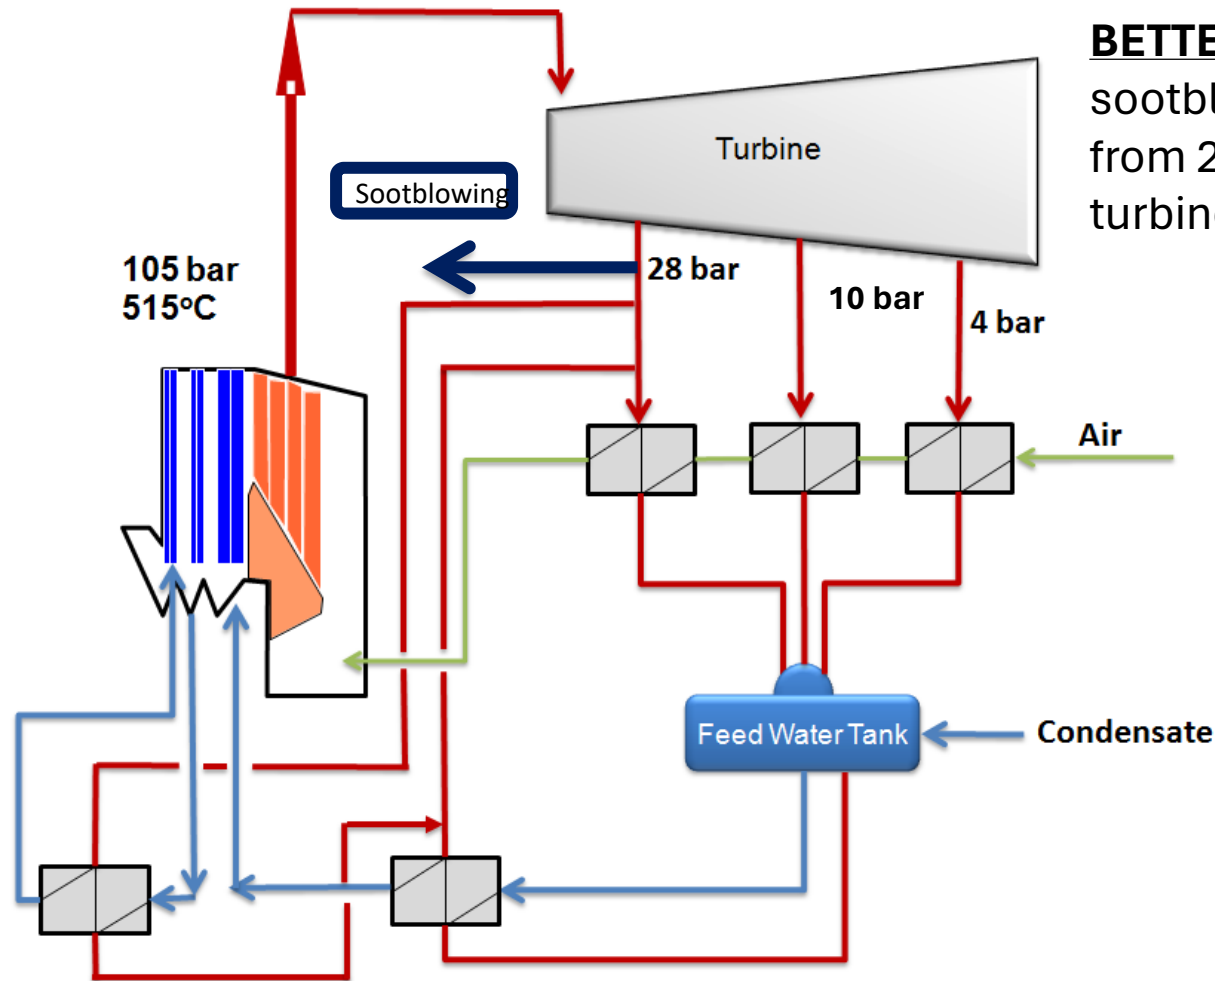 BETTE
sootbl
from 2
turbin
Turbine
Sootblowing
105 bar
515°C
28 bar
10 bar
4 bar
Air
Feed Water Tank
Condensate